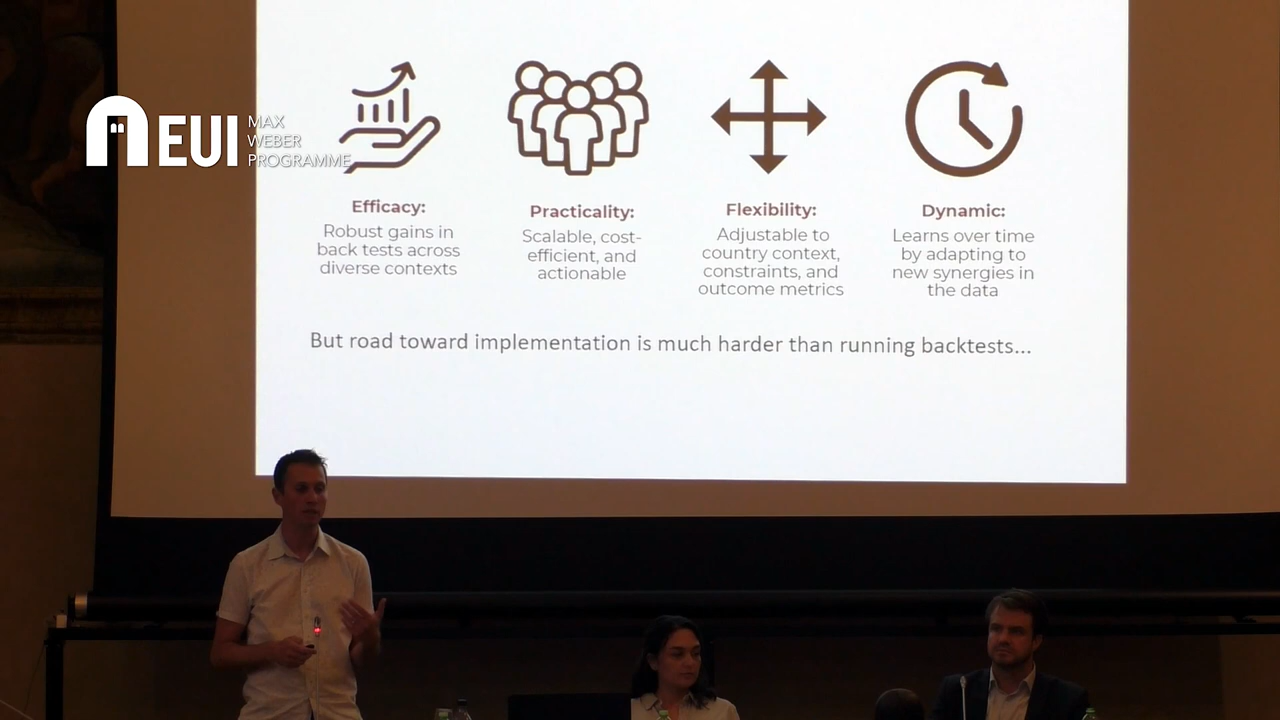 EUI
MAX
WEBER
PROGRAMME
Efficacy:
Robust gains in
back tests across
diverse contexts
Practicality:
Scalable, cost-
efficient, and
actionable
Flexibility:
Adjustable to
country context,
constraints, and
outcome metrics
Dynamic:
Learns over time
by adapting to
new synergies in
the data
But road toward implementation is much harder than running backtests...